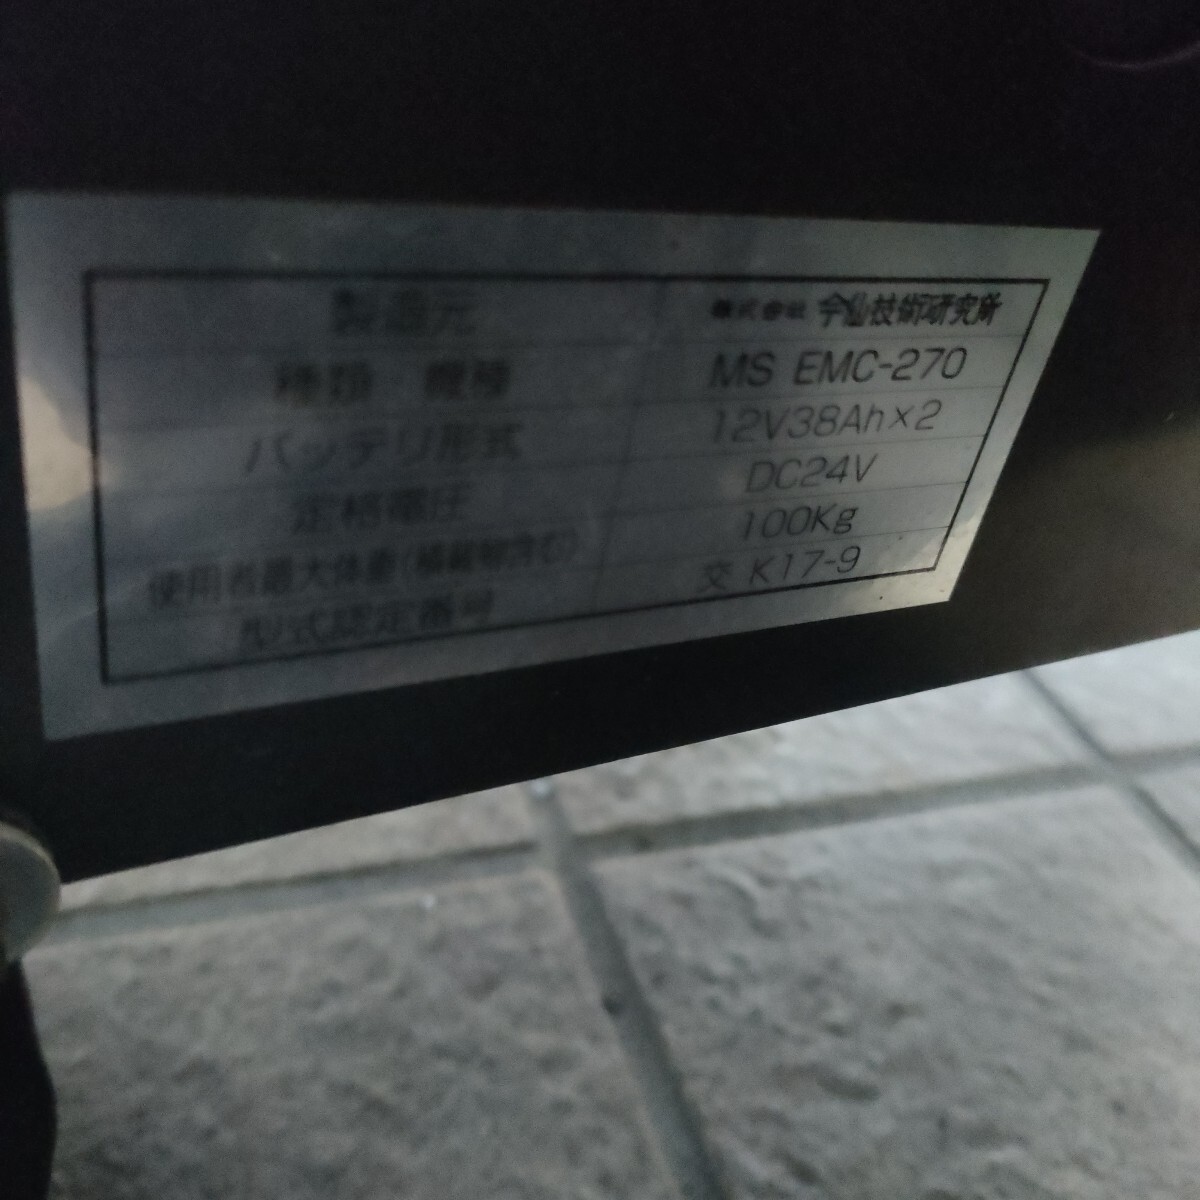 製造元 株式会社 今仙技術研究所
種類・機種 MS EMC-270
バッテリ形式 12V38Ah×2
定格電圧 DC24V
使用者最大体重(積載物含む) 100Kg
型式認定番号 交 K17-9